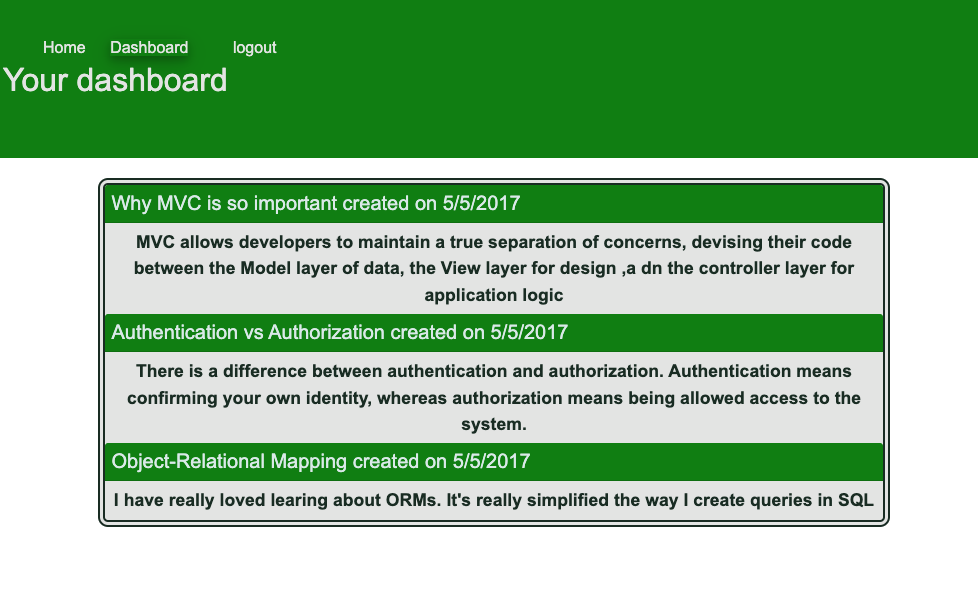 Home Dashboard logout
Your dashboard
Why MVC is so important created on 5/5/2017
MVC allows developers to maintain a true separation of concerns, devising their code
between the Model layer of data, the View layer for design ,a dn the controller layer for
application logic
Authentication vs Authorization created on 5/5/2017
There is a difference between authentication and authorization. Authentication means
confirming your own identity, whereas authorization means being allowed access to the
system.
Object-Relational Mapping created on 5/5/2017
I have really loved learing about ORMs. It's really simplified the way I create queries in SQL